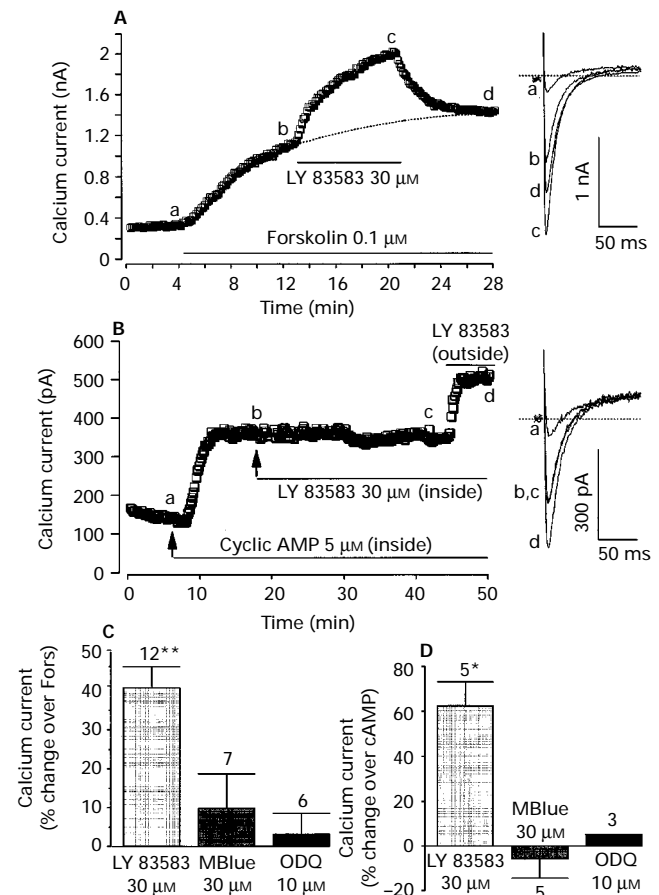 A
Calcium current (nA)
2
1.6
1.2
0.8
0.4
0
a
b
c
d
LY 83583 30 μM
Forskolin 0.1 μM
0 4 8 12 16 20 24 28
Time (min)
a
b
d
c
1 nA
50 ms
B
Calcium current (pA)
600
500
400
300
200
100
0
a
b
c
LY 83583
(outside)
d
LY 83583 30 μM (inside)
Cyclic AMP 5 μM (inside)
0 10 20 30 40 50
Time (min)
a
b,c
d
300 pA
50 ms
C
Calcium current
(% change over Fors)
50
40
30
20
10
0
12**
7
6
LY 83583
30 μM
MBlue
30 μM
ODQ
10 μM
D
Calcium current
(% change over cAMP)
80
60
40
20
0
–20
5*
MBlue
30 μM
3
LY 83583
30 μM
5
ODQ
10 μM